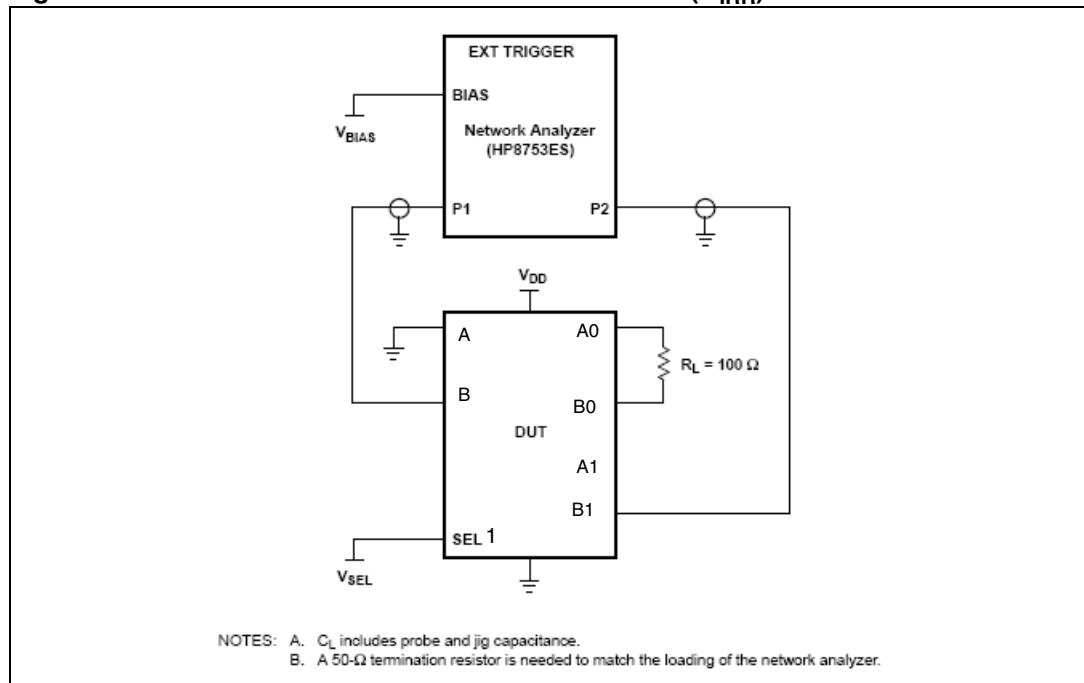 EXT TRIGGER
BIAS
VBIAS
Network Analyzer
(HP8753ES)
P1
P2
VDD
A
A0
RL = 100 Ω
B
B0
DUT
A1
B1
SEL 1
VSEL
NOTES: A. CL includes probe and jig capacitance.
B. A 50-Ω termination resistor is needed to match the loading of the network analyzer.